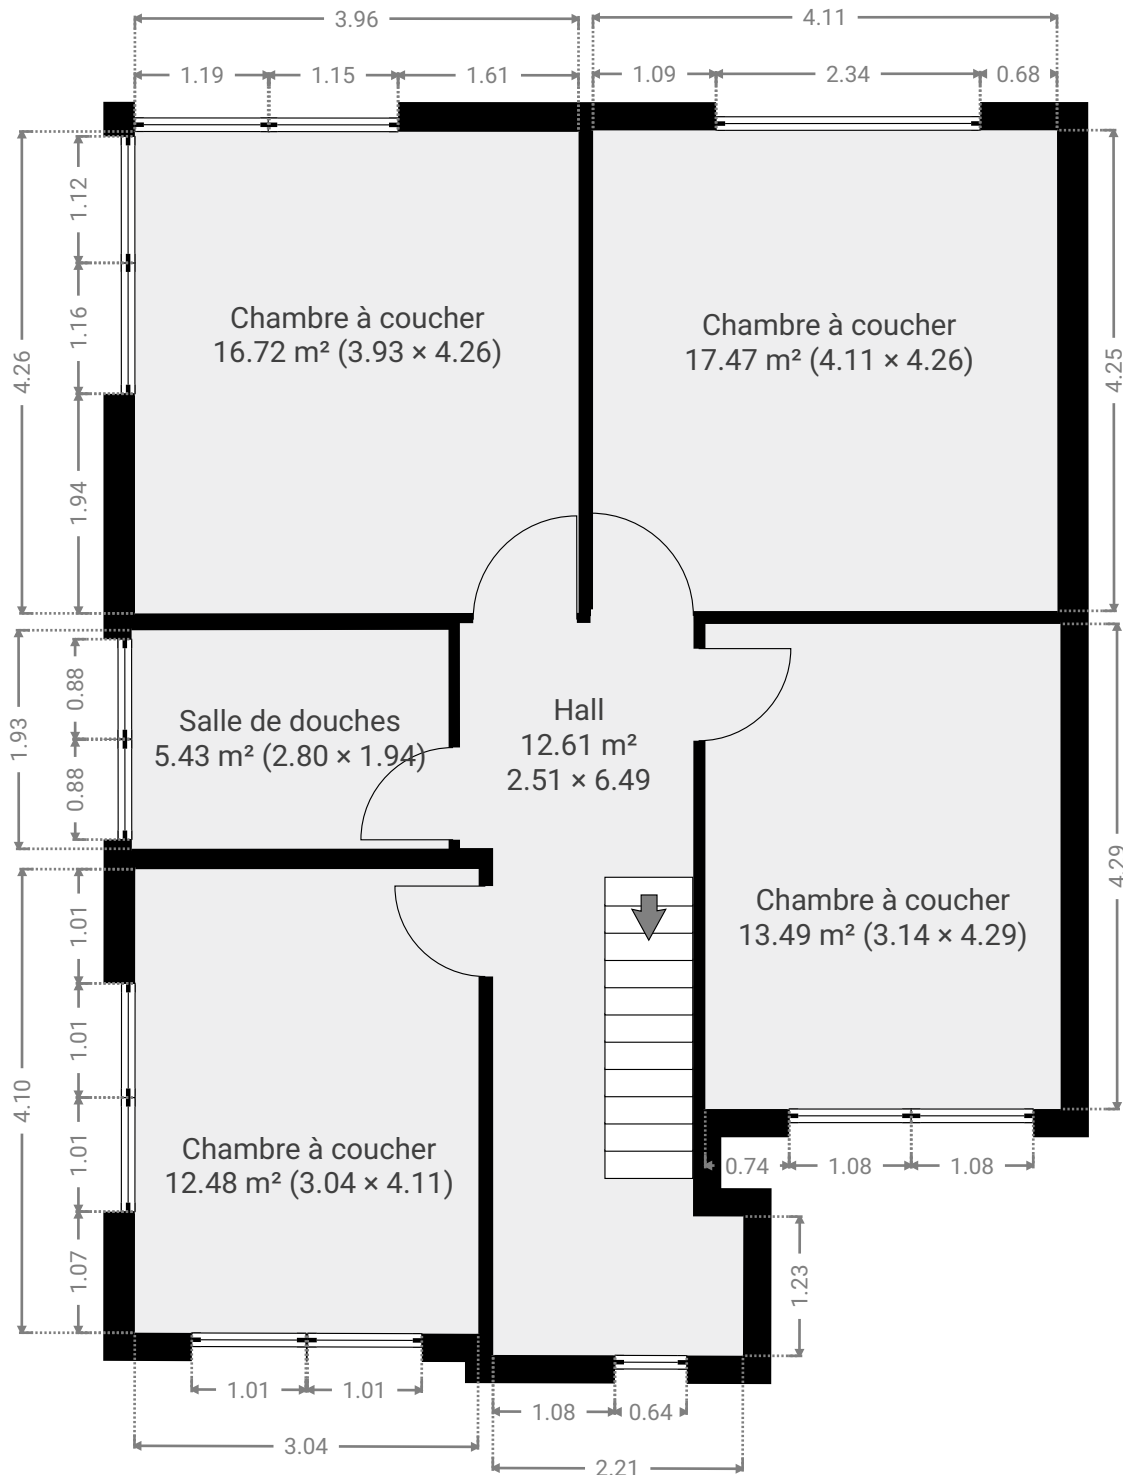 3.96
4.11
1.19
1.15
1.61
1.09
2.34
0.68
1.12
1.16
4.26
1.94
4.25
Chambre à coucher
16.72 m² (3.93 × 4.26)
Chambre à coucher
17.47 m² (4.11 × 4.26)
1.93
0.88
0.88
Salle de douches
5.43 m² (2.80 × 1.94)
Hall
12.61 m²
2.51 × 6.49
4.29
Chambre à coucher
13.49 m² (3.14 × 4.29)
1.01
1.01
4.10
1.01
1.07
Chambre à coucher
12.48 m² (3.04 × 4.11)
0.74
1.08
1.08
1.23
1.01
1.01
1.08
0.64
3.04
2.21